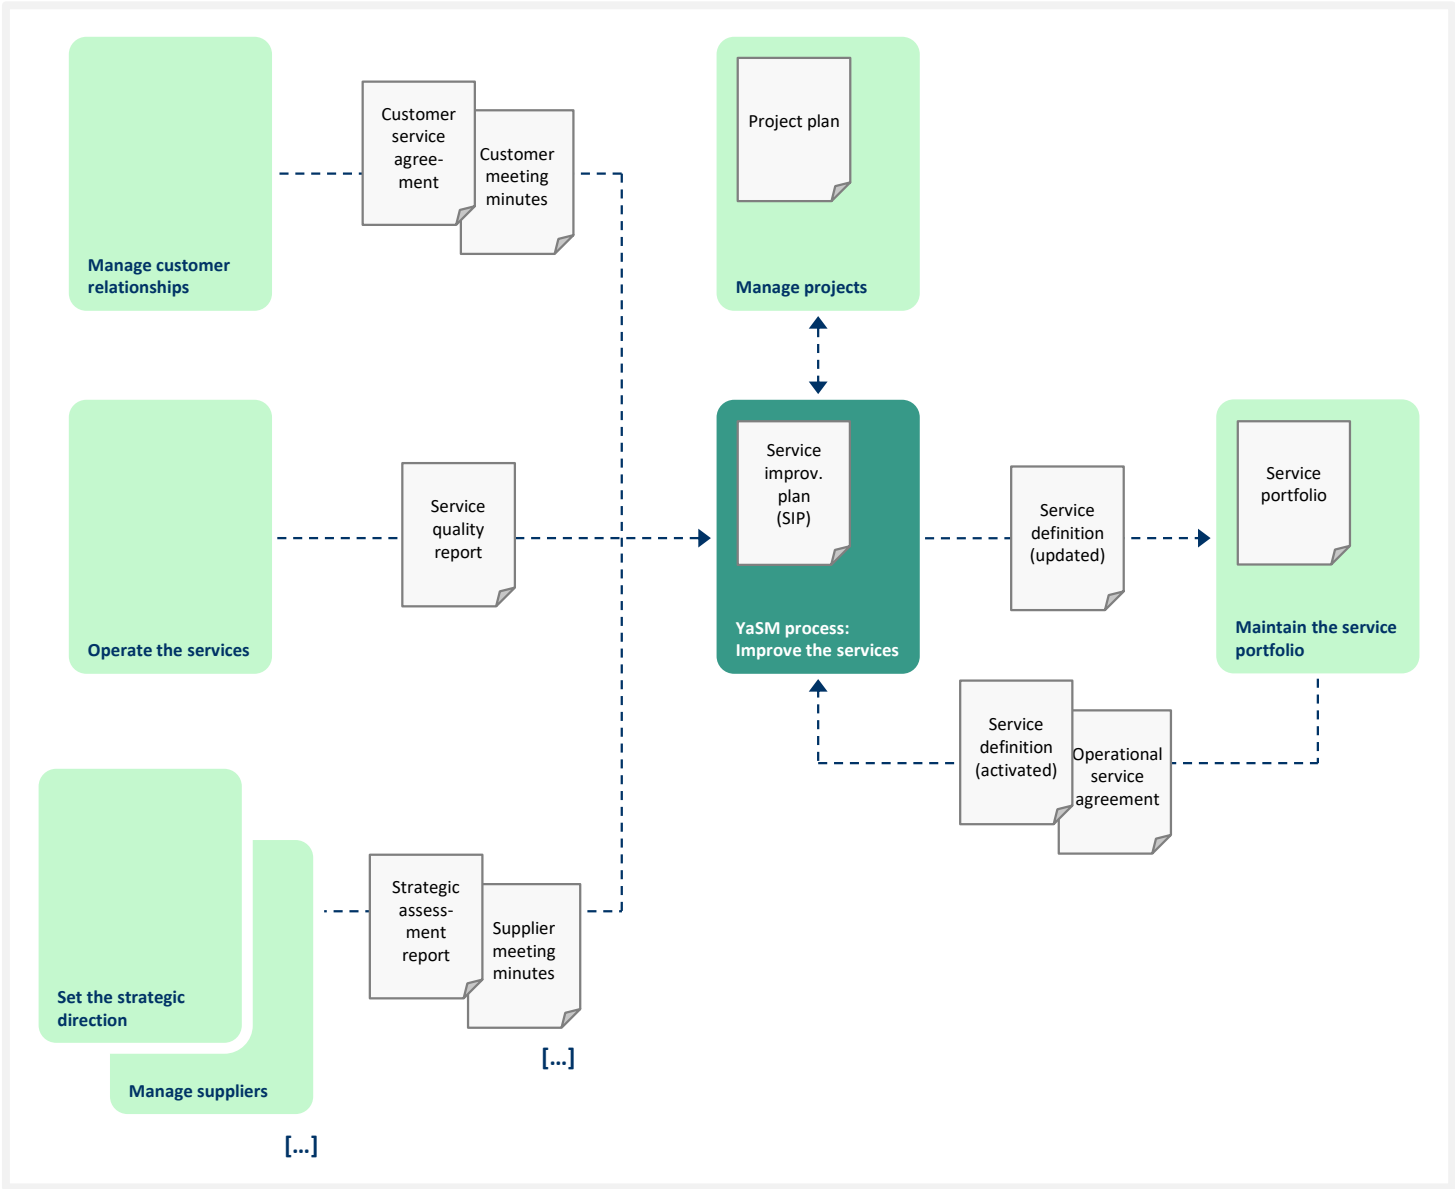 Customer
service
agree-
ment
Customer
meeting
minutes
Manage customer
relationships
Project plan
Manage projects
Service
quality
report
Operate the services
Service
improv.
plan
(SIP)
YaSM process:
Improve the services
Service
definition
(updated)
Service
portfolio
Maintain the service
portfolio
Service
definition
(activated)
Operational
service
agreement
Strategic
assess-
ment
report
Supplier
meeting
minutes
Set the strategic
direction
[...]
Manage suppliers
[...]